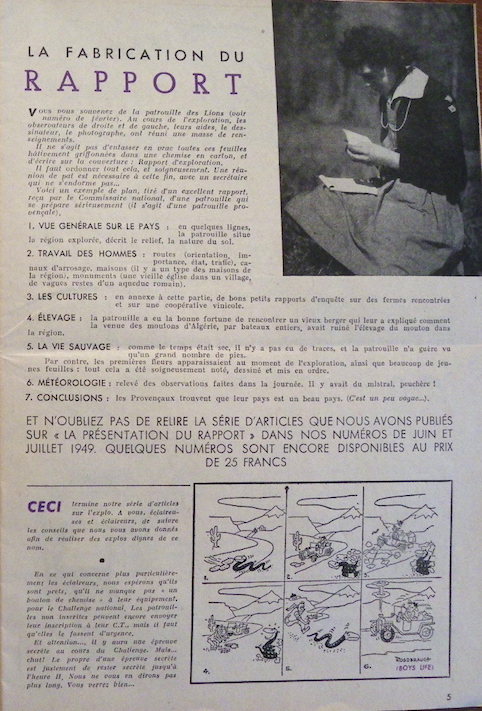 LA FABRICATION DU
RAPPORT
Vous nous souvenez de la patrouille des Lions (voir
numéro de février). Au cours de l'exploration, les
observateurs de droite et de gauche, leurs aides, le des-
sinateur, le photographe, ont réuni une masse de ren-
seignements.
Il ne s'agit pas d'entasser en vrac toutes ces feuilles
hâtivement griffonnées dans une chemise en carton, et
d'écrire sur la couverture : Rapport d'exploration.
Il faut ordonner tout cela, et soigneusement. Une réu-
nion de pat est nécessaire à cette fin, avec un secrétaire
qui ne s'endorme pas...
Voici un exemple de plan, tiré d'un excellent rapport,
reçu par le Commissaire national, d'une patrouille qui
se prépare sérieusement (il s'agit d'une patrouille pro-
vençale).
1. VUE GENERALE SUR LE PAYS : en quelques lignes,
la patrouille situe
la région explorée, décrit le relief, la nature du sol.
2. TRAVAIL DES HOMMES : routes (orientation, im-
portance, état, trafic), ca-
naux d'arrosage, maisons (il y a un type des maisons de
la région), monuments (une vieille église dans un village,
de vagues restes d'un aqueduc romain).
3. LES CULTURES : en annexe à cette partie, de bons petits rapports d'enquête sur des fermes rencontrées
et sur une coopérative vinicole.
4. ÉLEVAGE : la patrouille a eu la bonne fortune de rencontrer un vieux berger qui leur a expliqué comment
la venue des moutons d'Algérie, par bateaux entiers, avait ruiné l'élevage du mouton dans
la région.
5. LA VIE SAUVAGE : comme le temps était sec, il n'y a pas eu de traces, et la patrouille n'a guère vu
qu'un grand nombre de pies.
Par contre, les premières fleurs apparaissaient au moment de l'exploration, ainsi que beaucoup de jeu-
nes feuilles : tout cela a été soigneusement noté, dessiné et mis en ordre.
6. MÉTÉOROLOGIE : relevé des observations faites dans la journée. Il y avait du mistral, peuchère !
7. CONCLUSIONS : les Provençaux trouvent que leur pays est un beau pays. (C'est un peu vogue...).
ET N'OUBLIEZ PAS DE RELIRE LA SÉRIE D'ARTICLES QUE NOUS AVONS PUBLIÉS
SUR « LA PRÉSENTATION DU RAPPORT » DANS NOS NUMÉROS DE JUIN ET
JUILLET 1949. QUELQUES NUMÉROS SONT ENCORE DISPONIBLES AU PRIX
DE 25 FRANCS
CECI termine notre série d'articles
sur l'explo. A vous, éclaireu-
ses et éclaireurs, de suivre
les conseils que nous vous avons donnés
afin de réaliser des explos dignes de ce
nom.
En ce qui concerne plus particulière-
ment les éclaireurs, nous espérons qu'ils
sont prêts, qu'il ne manque pas « un
bouton de chemise » à leur équipement,
pour le Challenge national. Les patrouil-
les non inscrites peuvent encore envoyer
leur inscription à leur C.T., mais il faut
qu'elles le fassent d'urgence.
Et attention..., il y aura une épreuve
secrète au cours du Challenge. Mais...
chut! Le propre d'une épreuve secrète
est justement de rester secrète jusqu'à
l'heure H. Nous ne vous en dirons pas
plus long. Vous verrez bien...
1.
2.
3.
4.
5.
6.
(BOYS LIFE)
5